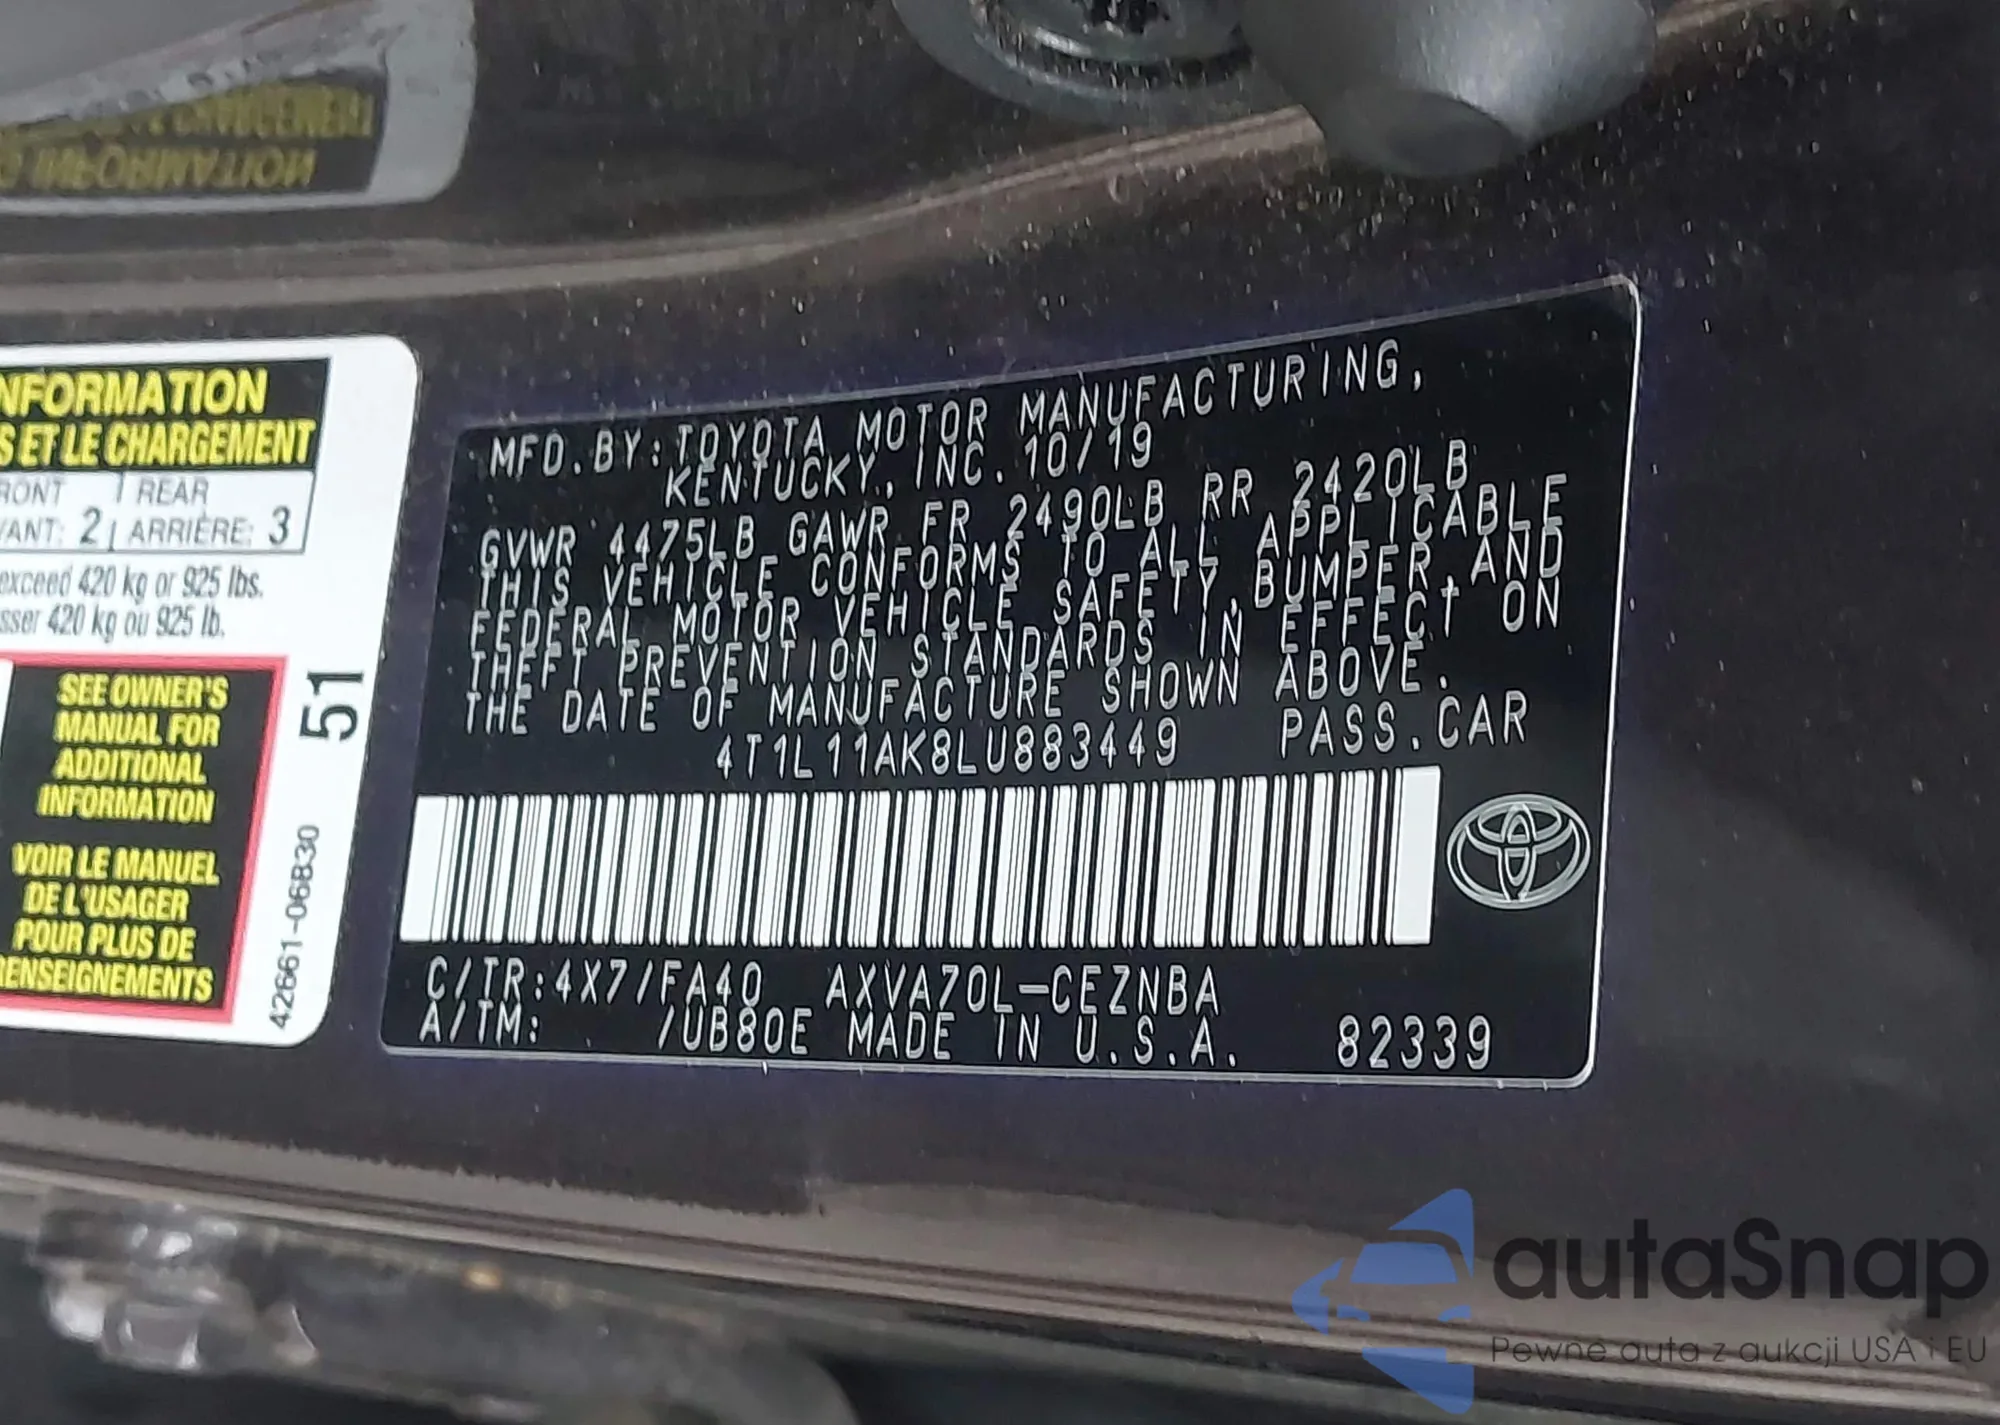 NFORMATION
S ET LE CHARGEMENT
RONT REAR
VANT: 2 ARRIÈRE: 3
exceed 420 kg or 925 lbs.
sser 420 kg ou 925 lb.
SEE OWNER'S
MANUAL FOR
ADDITIONAL
INFORMATION
VOIR LE MANUEL
DE L'USAGER
POUR PLUS DE
RENSEIGNEMENTS
51
42661-06B30
MFD.BY:TOYOTA MOTOR MANUFACTURING,
KENTUCKY, INC. 10/19
GVWR 4475LB GAWR FR 2490LB RR 2420LB
THIS VEHICLE CONFORMS TO ALL APPLICABLE
FEDERAL MOTOR VEHICLE SAFETY,BUMPER,AND
THEFT PREVENTION STANDARDS IN EFFECT ON
THE DATE OF MANUFACTURE SHOWN ABOVE.
4T1L11AK8LU883449 PASS.CAR
C/TR:4X7/FA40 AXVA70L-CEZNBA
A/TM: /UB80E MADE IN U.S.A. 82339
autaSnap
Pewne auta z aukcji USA i EU